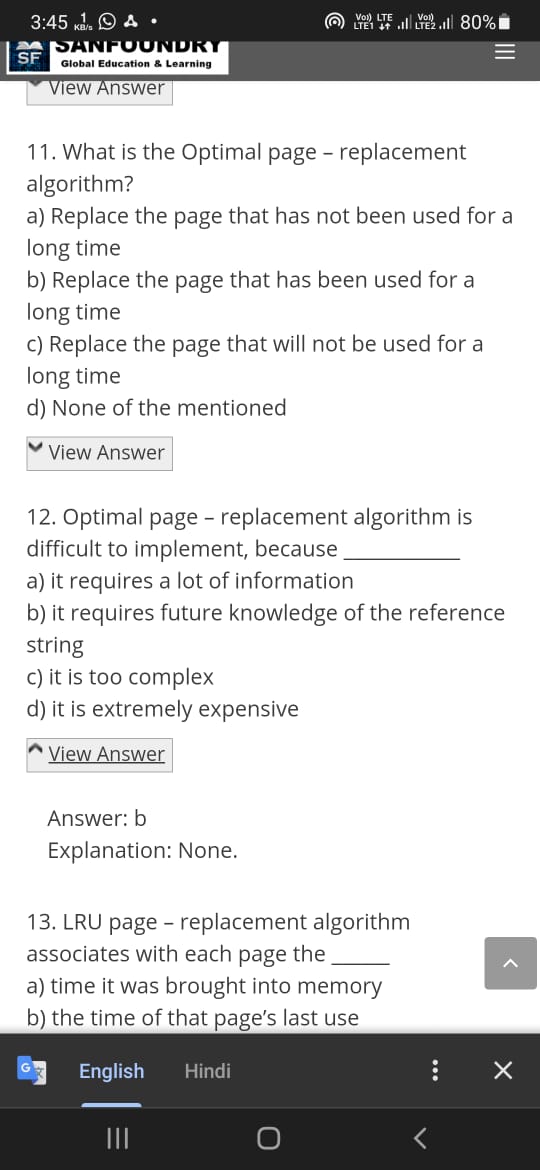 3:45 1 KB/s Vo) LTE LTE1 Vo) LTE2 80%
SANFOUNDRY
SF Global Education & Learning
View Answer
11. What is the Optimal page – replacement
algorithm?
a) Replace the page that has not been used for a
long time
b) Replace the page that has been used for a
long time
c) Replace the page that will not be used for a
long time
d) None of the mentioned
View Answer
12. Optimal page – replacement algorithm is
difficult to implement, because ____________
a) it requires a lot of information
b) it requires future knowledge of the reference
string
c) it is too complex
d) it is extremely expensive
View Answer
Answer: b
Explanation: None.
13. LRU page – replacement algorithm
associates with each page the ______
a) time it was brought into memory
b) the time of that page’s last use
G English Hindi